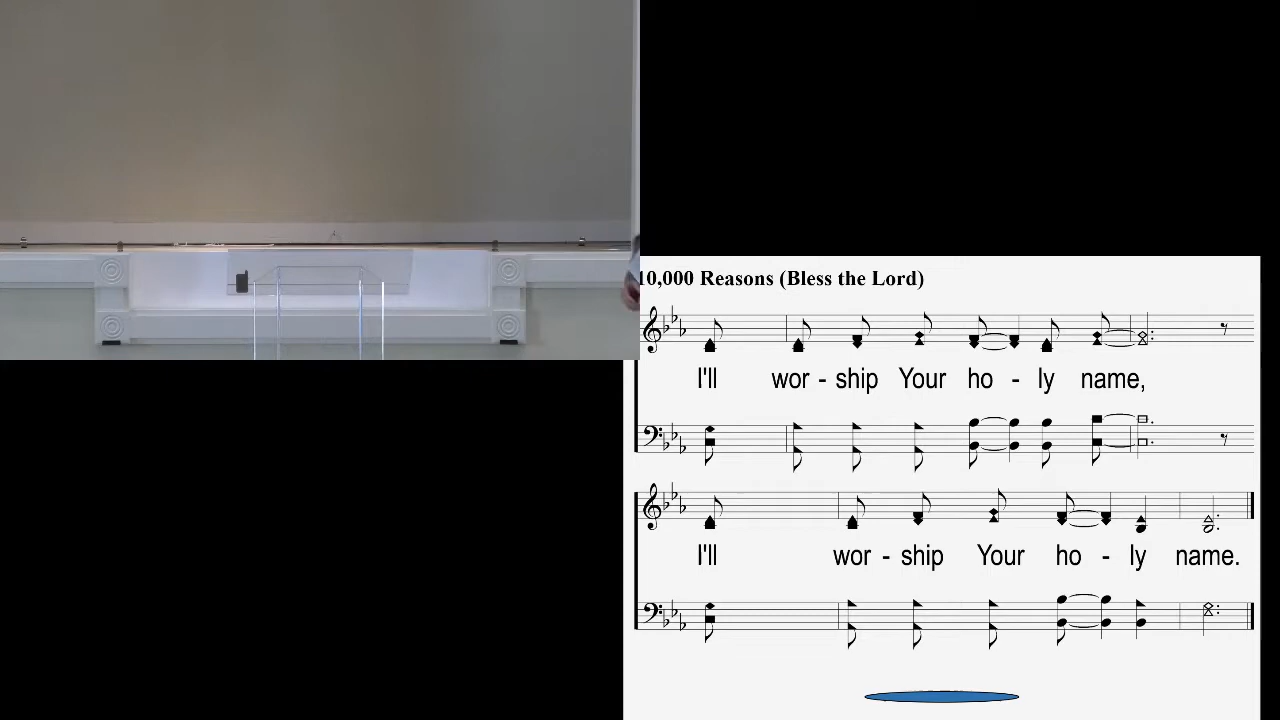 10,000 Reasons (Bless the Lord)
I'll wor - ship Your ho - ly name,
I'll wor - ship Your ho - ly name.